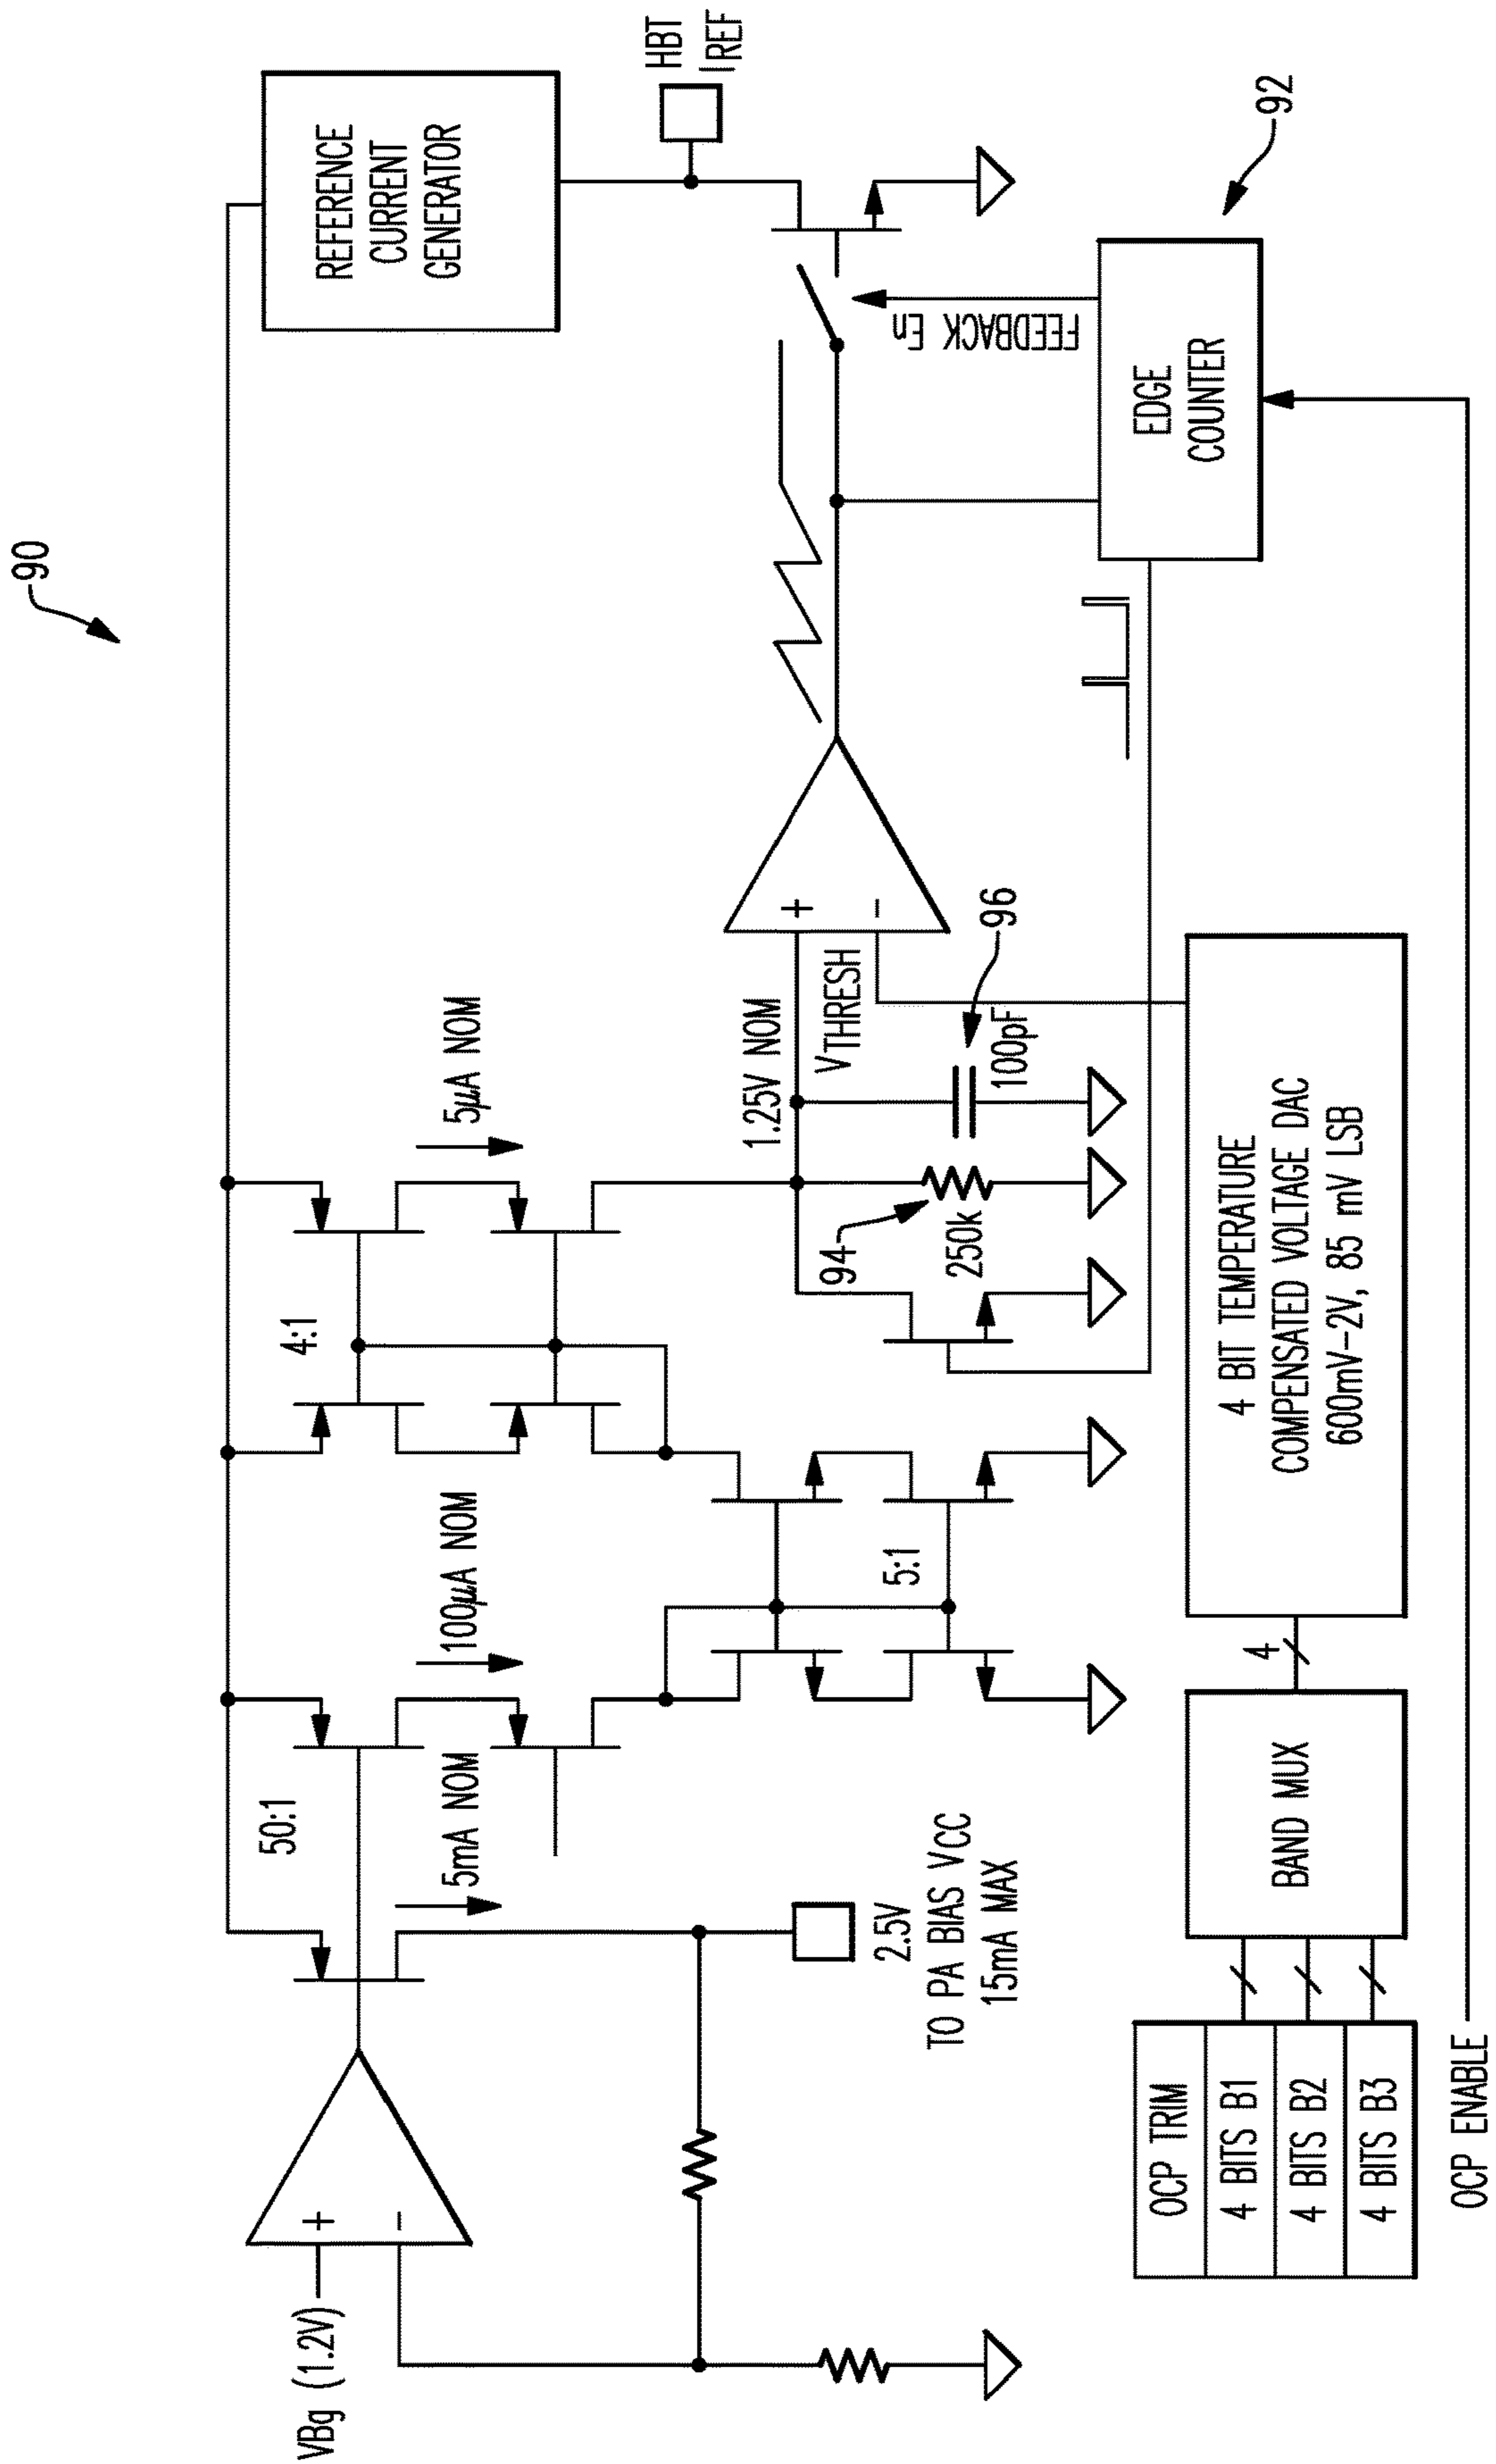 90
REFERENCE
CURRENT
GENERATOR
HBT
IREF
4:1
5µA NOM
50:1
100µA NOM
5mA NOM
VBg (1.2V)
+
-
2.5V
TO PA BIAS VCC
15mA MAX
5:1
1.25V NOM
VTHRESH
+
-
94
250k
96
100pF
FEEDBACK En
EDGE
COUNTER
92
OCP TRIM
4 BITS B1
4 BITS B2
4 BITS B3
BAND MUX
4
4 BIT TEMPERATURE
COMPENSATED VOLTAGE DAC
600mV-2V, 85 mV LSB
OCP ENABLE